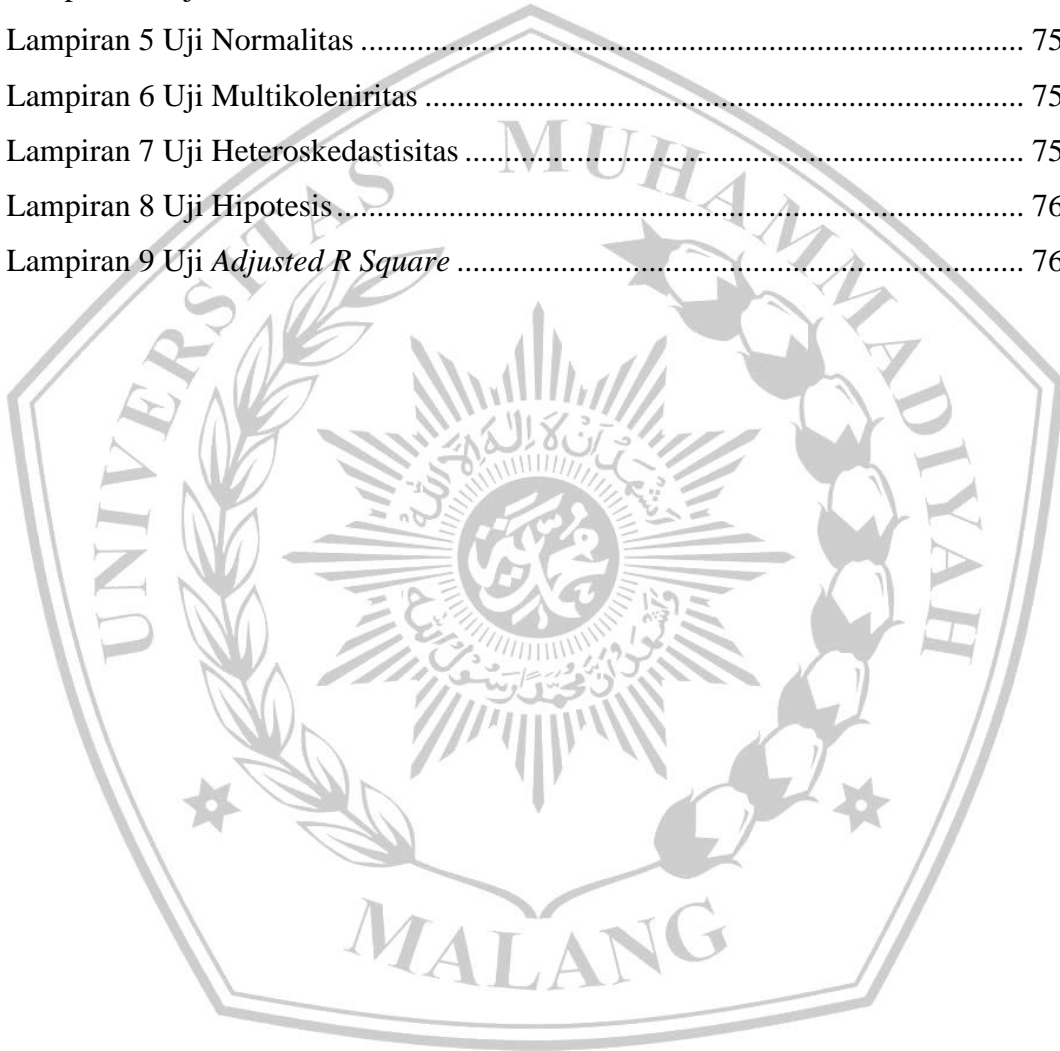 Lampiran 5 Uji Normalitas ................................................................................ 75
Lampiran 6 Uji Multikoleniritas ........................................................................ 75
Lampiran 7 Uji Heteroskedastisitas ................................................................... 75
Lampiran 8 Uji Hipotesis ................................................................................... 76
Lampiran 9 Uji Adjusted R Square .................................................................... 76
UNIVERSITAS MUHAMMADIYAH
MALANG